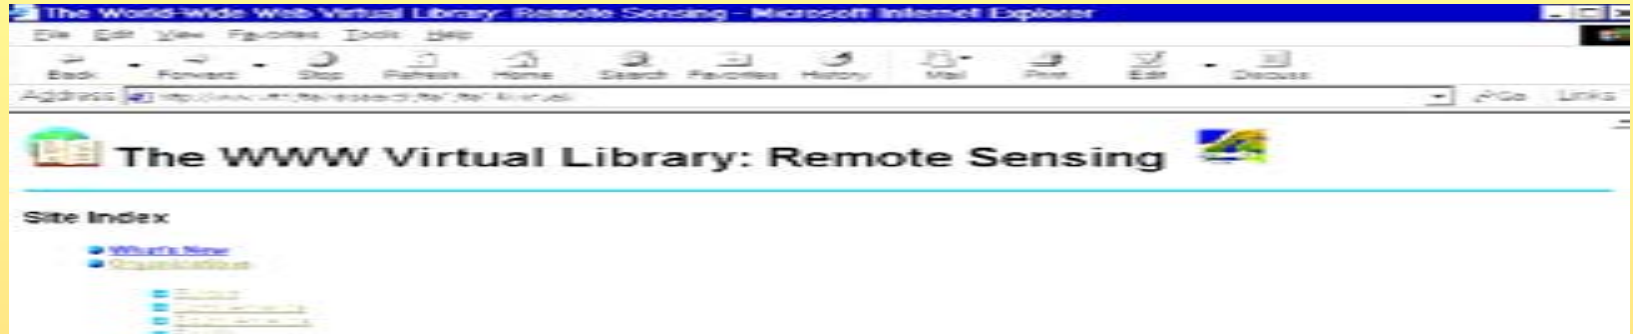 The World-Wide Web Virtual Library: Remote Sensing - Microsoft Internet Explorer
File Edit View Favorites Tools Help
Back Forward Stop Refresh Home Search Favorites History Mail Print Edit Discuss
Address Go Links
The WWW Virtual Library: Remote Sensing
Site Index
What's New
Organizations